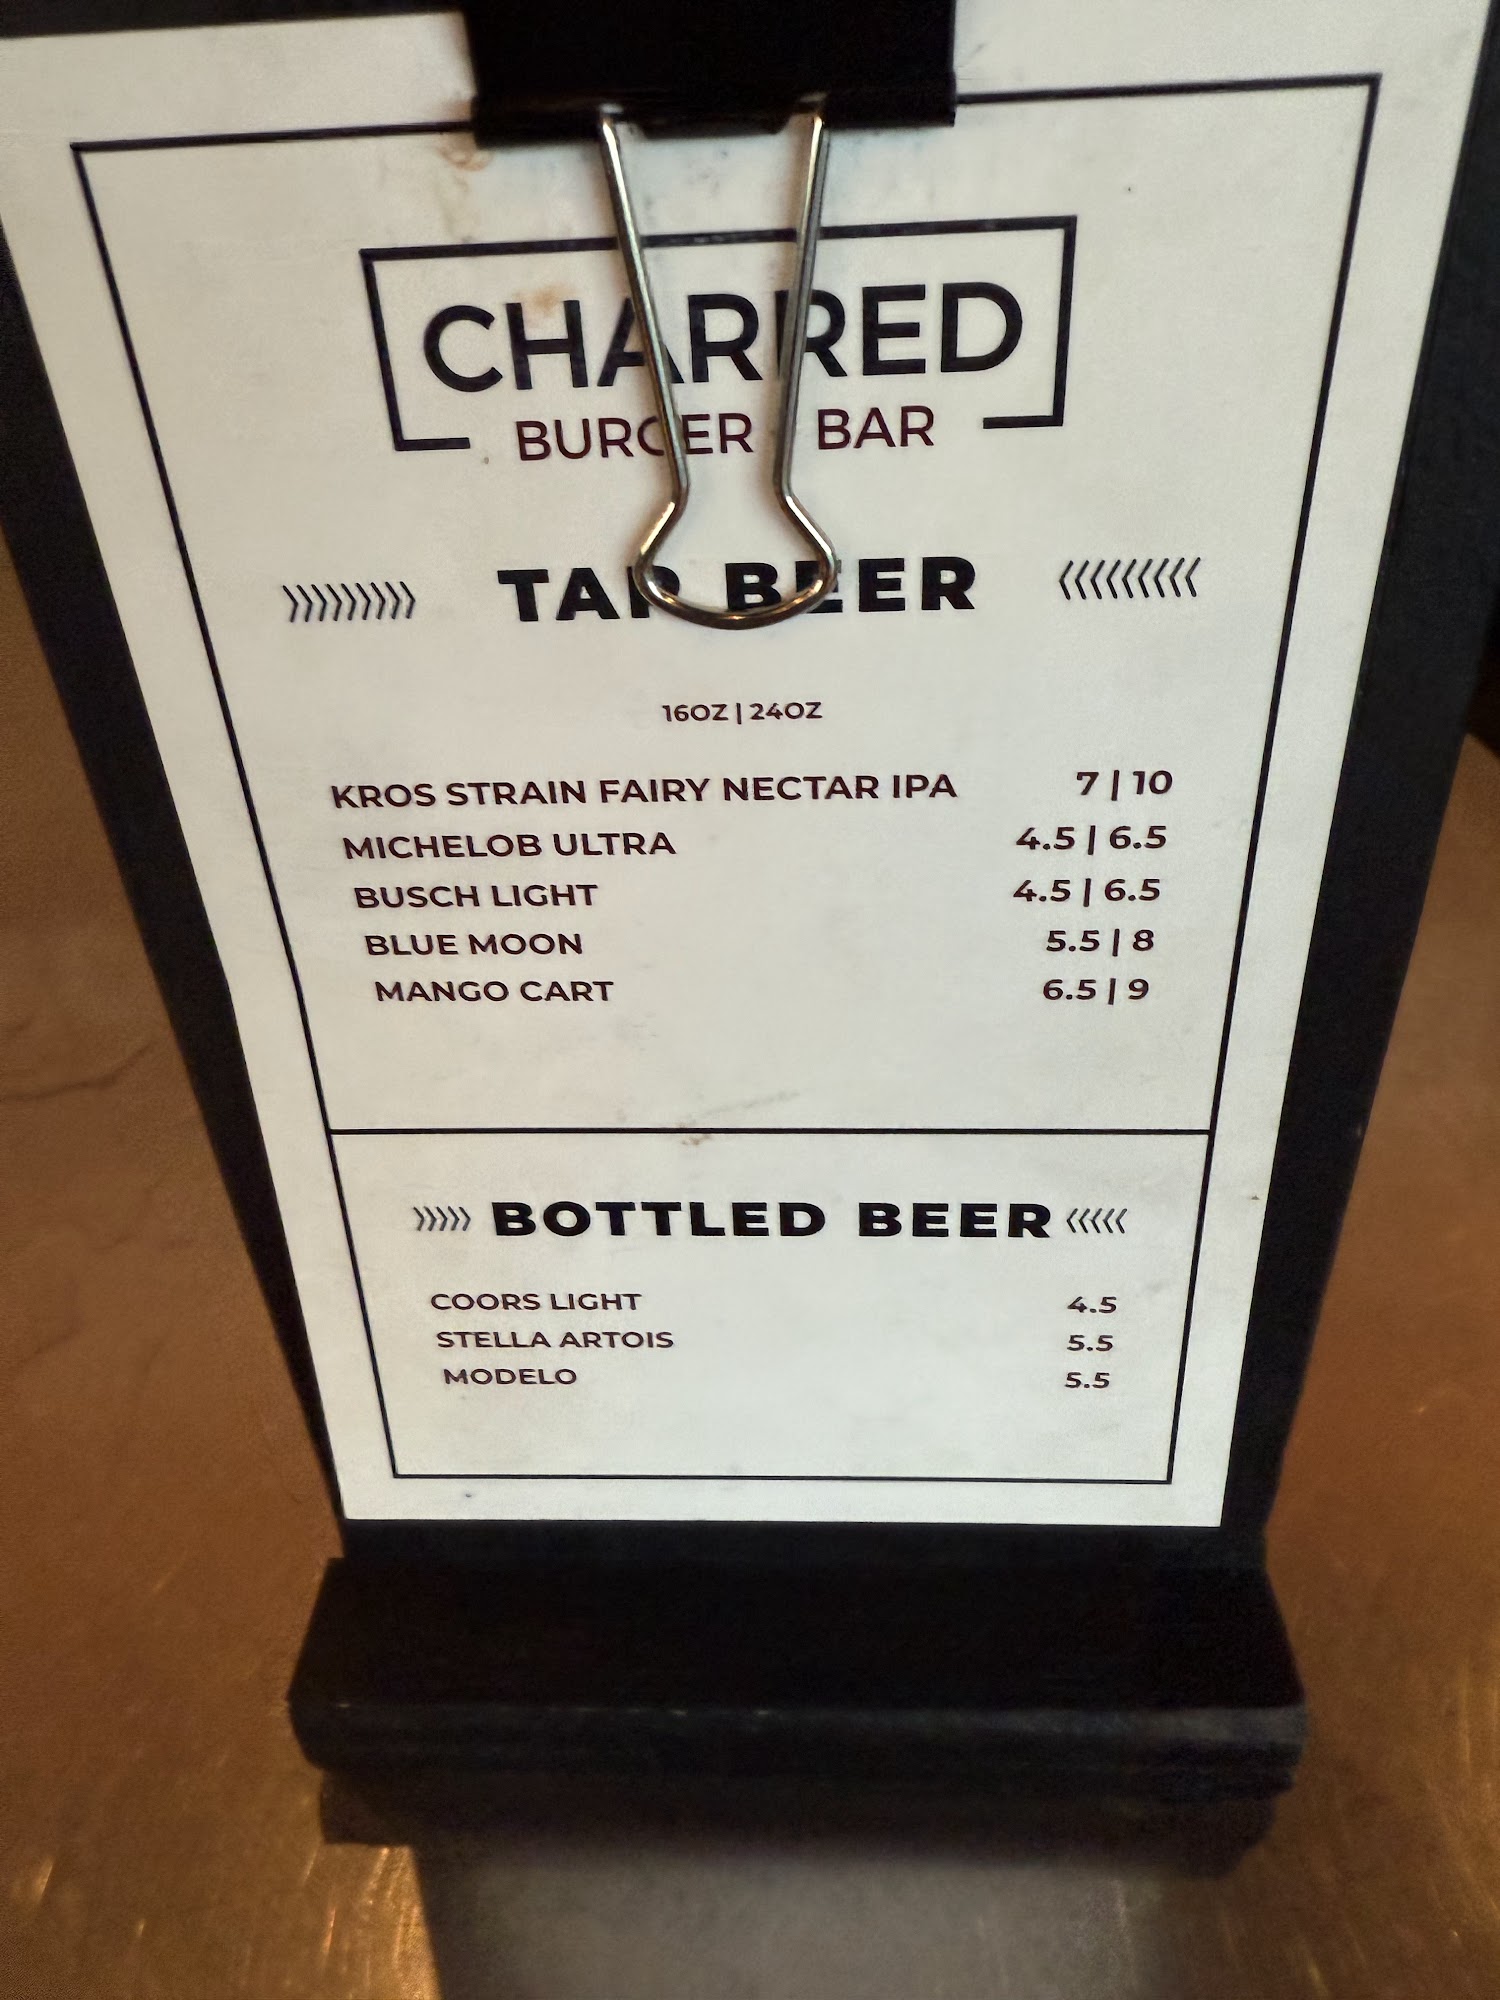 CHARRED
BURGER BAR
TAP BEER
16OZ | 24OZ
KROS STRAIN FAIRY NECTAR IPA 7 | 10
MICHELOB ULTRA 4.5 | 6.5
BUSCH LIGHT 4.5 | 6.5
BLUE MOON 5.5 | 8
MANGO CART 6.5 | 9
BOTTLED BEER
COORS LIGHT 4.5
STELLA ARTOIS 5.5
MODELO 5.5